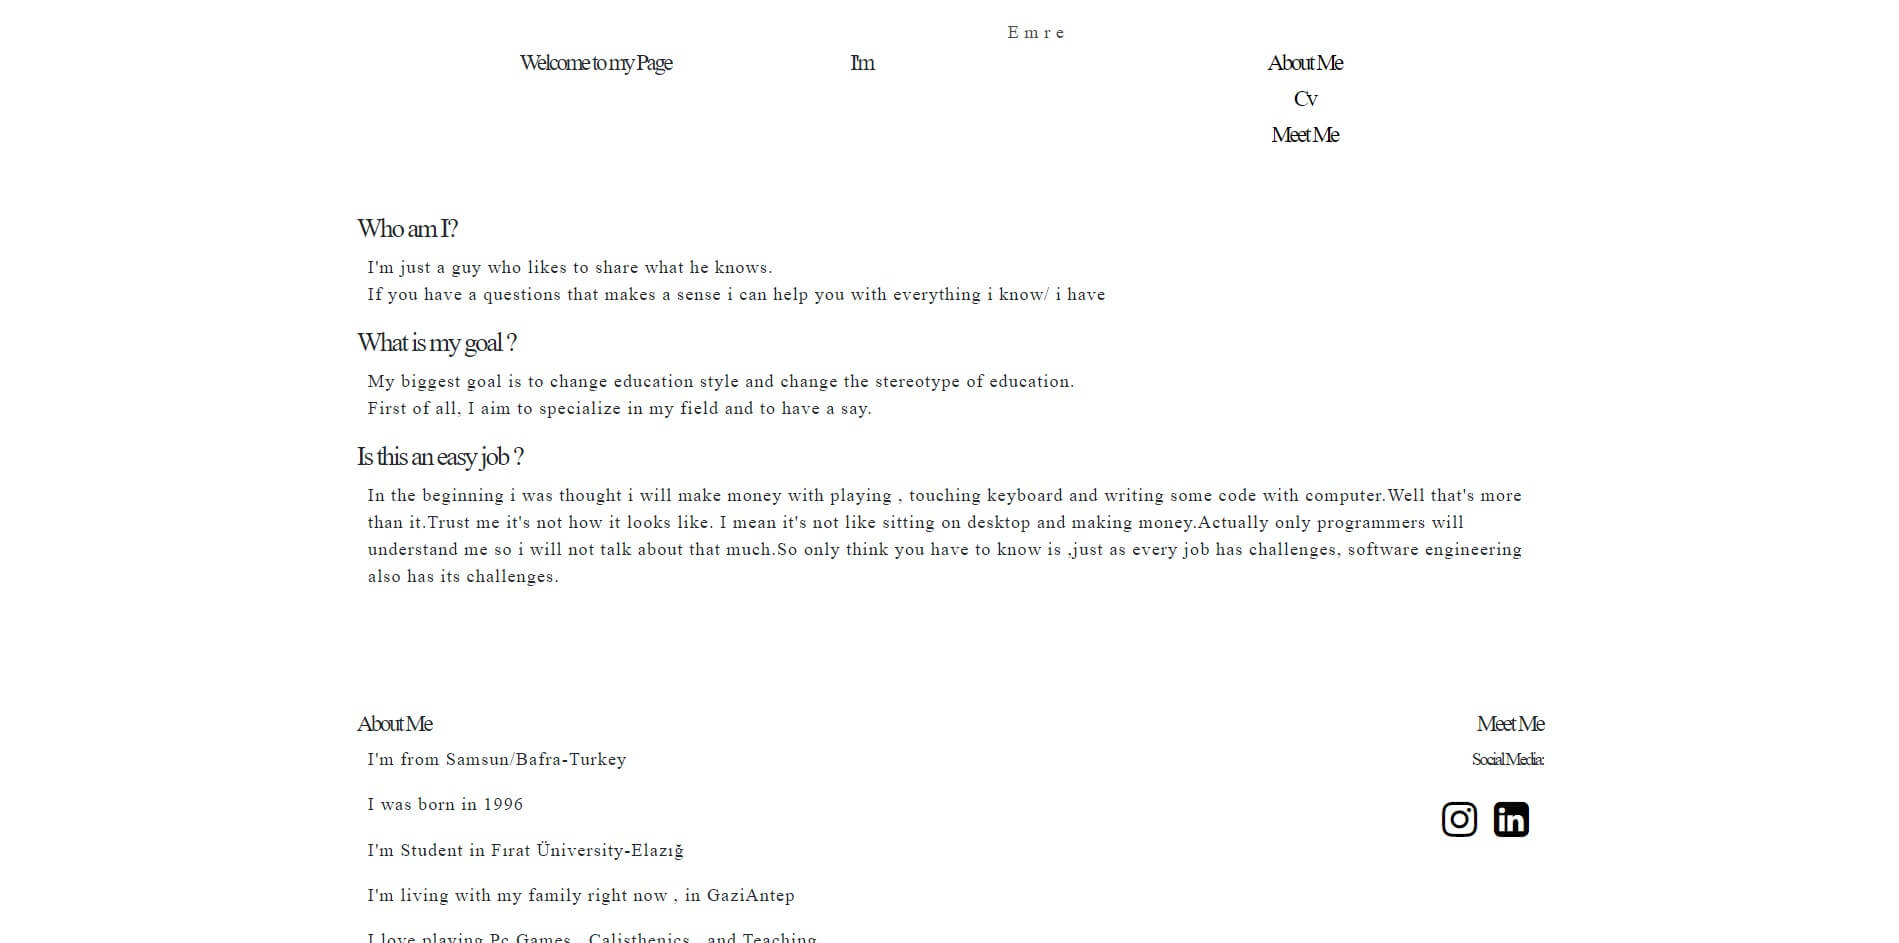 Emre
Welcome to my Page
I'm
About Me
Cv
Meet Me
Who am I?
I'm just a guy who likes to share what he knows.
If you have a questions that makes a sense i can help you with everything i know/ i have
What is my goal ?
My biggest goal is to change education style and change the stereotype of education.
First of all, I aim to specialize in my field and to have a say.
Is this an easy job ?
In the beginning i was thought i will make money with playing , touching keyboard and writing some code with computer.Well that's more
than it.Trust me it's not how it looks like. I mean it's not like sitting on desktop and making money.Actually only programmers will
understand me so i will not talk about that much.So only think you have to know is ,just as every job has challenges, software engineering
also has its challenges.
About Me
I'm from Samsun/Bafra-Turkey
I was born in 1996
I'm Student in Fırat Üniversity-Elazığ
I'm living with my family right now , in GaziAntep
I love playing Pc Games , Calisthenics , and Teaching
Meet Me
Social Media:
in